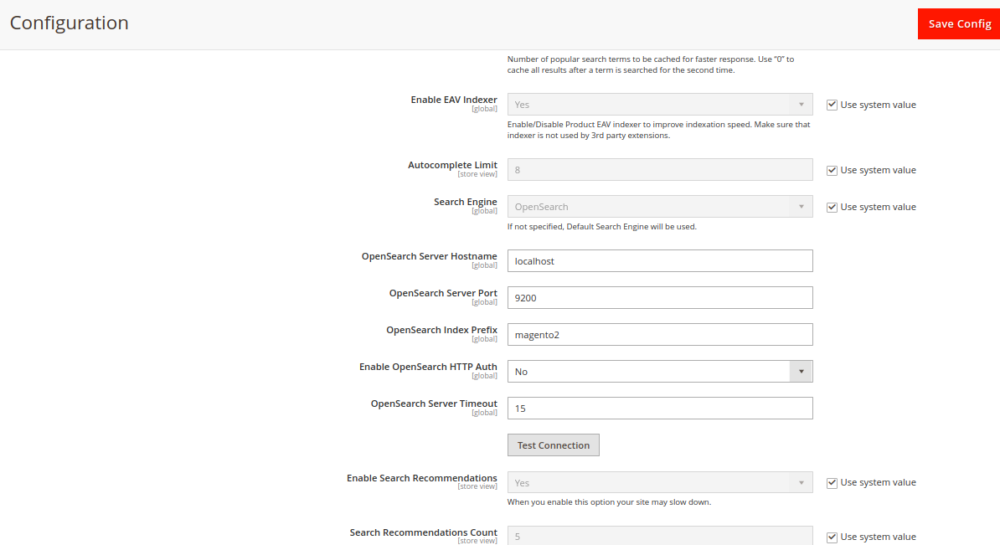 Configuration
Save Config
Number of popular search terms to be cached for faster response. Use “0” to
cache all results after a term is searched for the second time.
Enable EAV Indexer
[global]
Yes
Use system value
Enable/Disable Product EAV indexer to improve indexation speed. Make sure that
indexer is not used by 3rd party extensions.
Autocomplete Limit
[store view]
8
Use system value
Search Engine
[global]
OpenSearch
Use system value
If not specified, Default Search Engine will be used.
OpenSearch Server Hostname
[global]
localhost
OpenSearch Server Port
[global]
9200
OpenSearch Index Prefix
[global]
magento2
Enable OpenSearch HTTP Auth
[global]
No
OpenSearch Server Timeout
[global]
15
Test Connection
Enable Search Recommendations
[store view]
Yes
Use system value
When you enable this option your site may slow down.
Search Recommendations Count
[store view]
5
Use system value